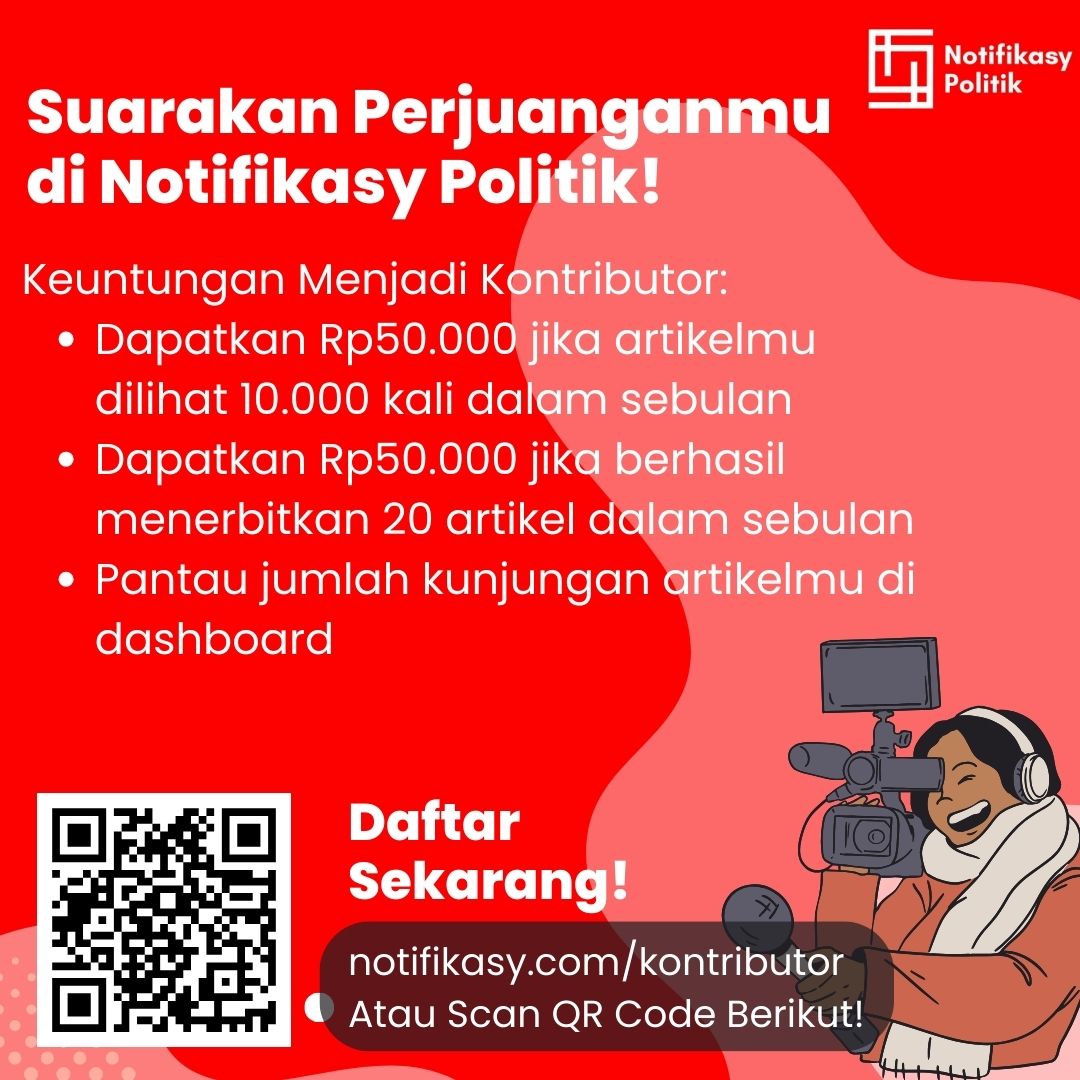 Notifikasy
Politik
Suarakan Perjuanganmu
di Notifikasy Politik!
Keuntungan Menjadi Kontributor:
• Dapatkan Rp50.000 jika artikelmu
dilihat 10.000 kali dalam sebulan
• Dapatkan Rp50.000 jika berhasil
menerbitkan 20 artikel dalam sebulan
• Pantau jumlah kunjungan artikelmu di
dashboard
Daftar
Sekarang!
notifikasy.com/kontributor
Atau Scan QR Code Berikut!